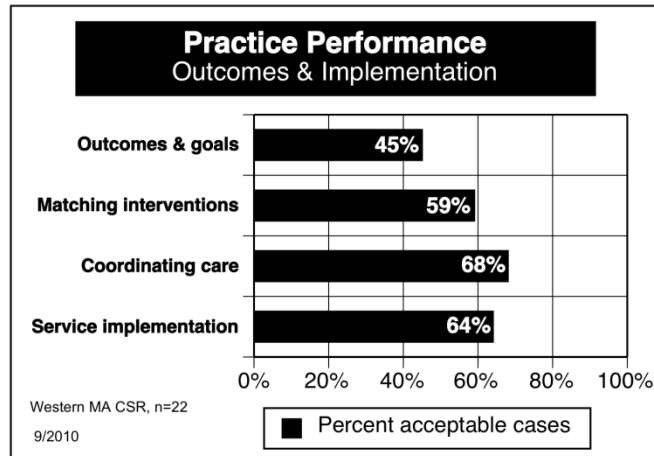 Practice Performance
Outcomes & Implementation
Outcomes & goals
45%
Matching interventions
59%
Coordinating care
68%
Service implementation
64%
0% 20% 40% 60% 80% 100%
Western MA CSR, n=22
9/2010
Percent acceptable cases